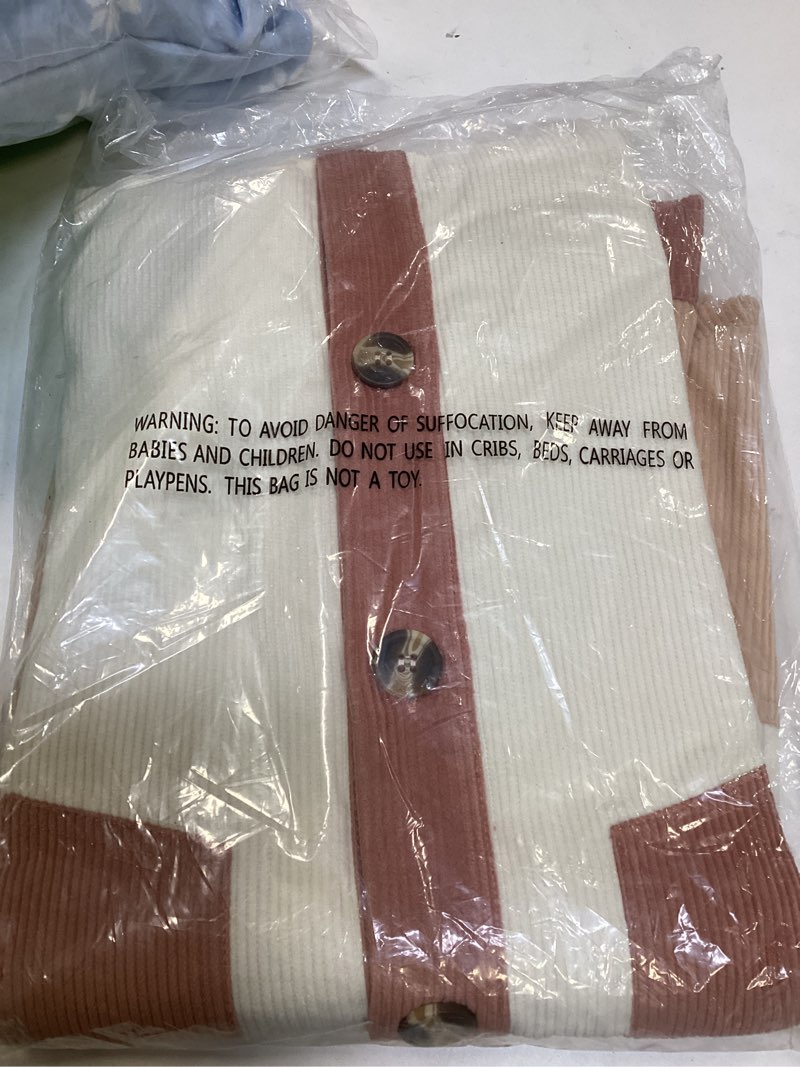 WARNING: TO AVOID DANGER OF SUFFOCATION, KEEP AWAY FROM
BABIES AND CHILDREN. DO NOT USE IN CRIBS, BEDS, CARRIAGES OR
PLAYPENS. THIS BAG IS NOT A TOY.